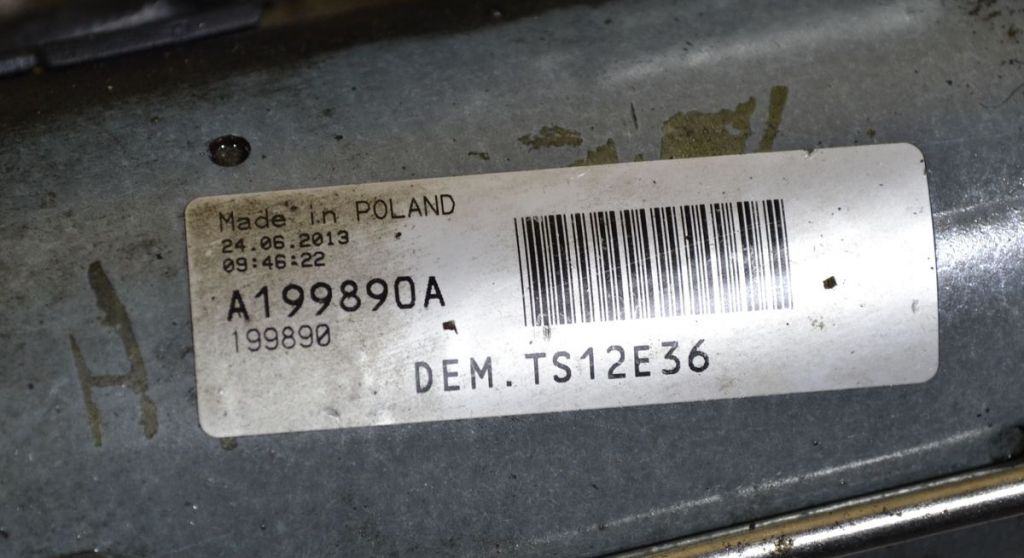 Made in POLAND
24.06.2013
09:46:22
A199890A
199890
DEM.TS12E36
H